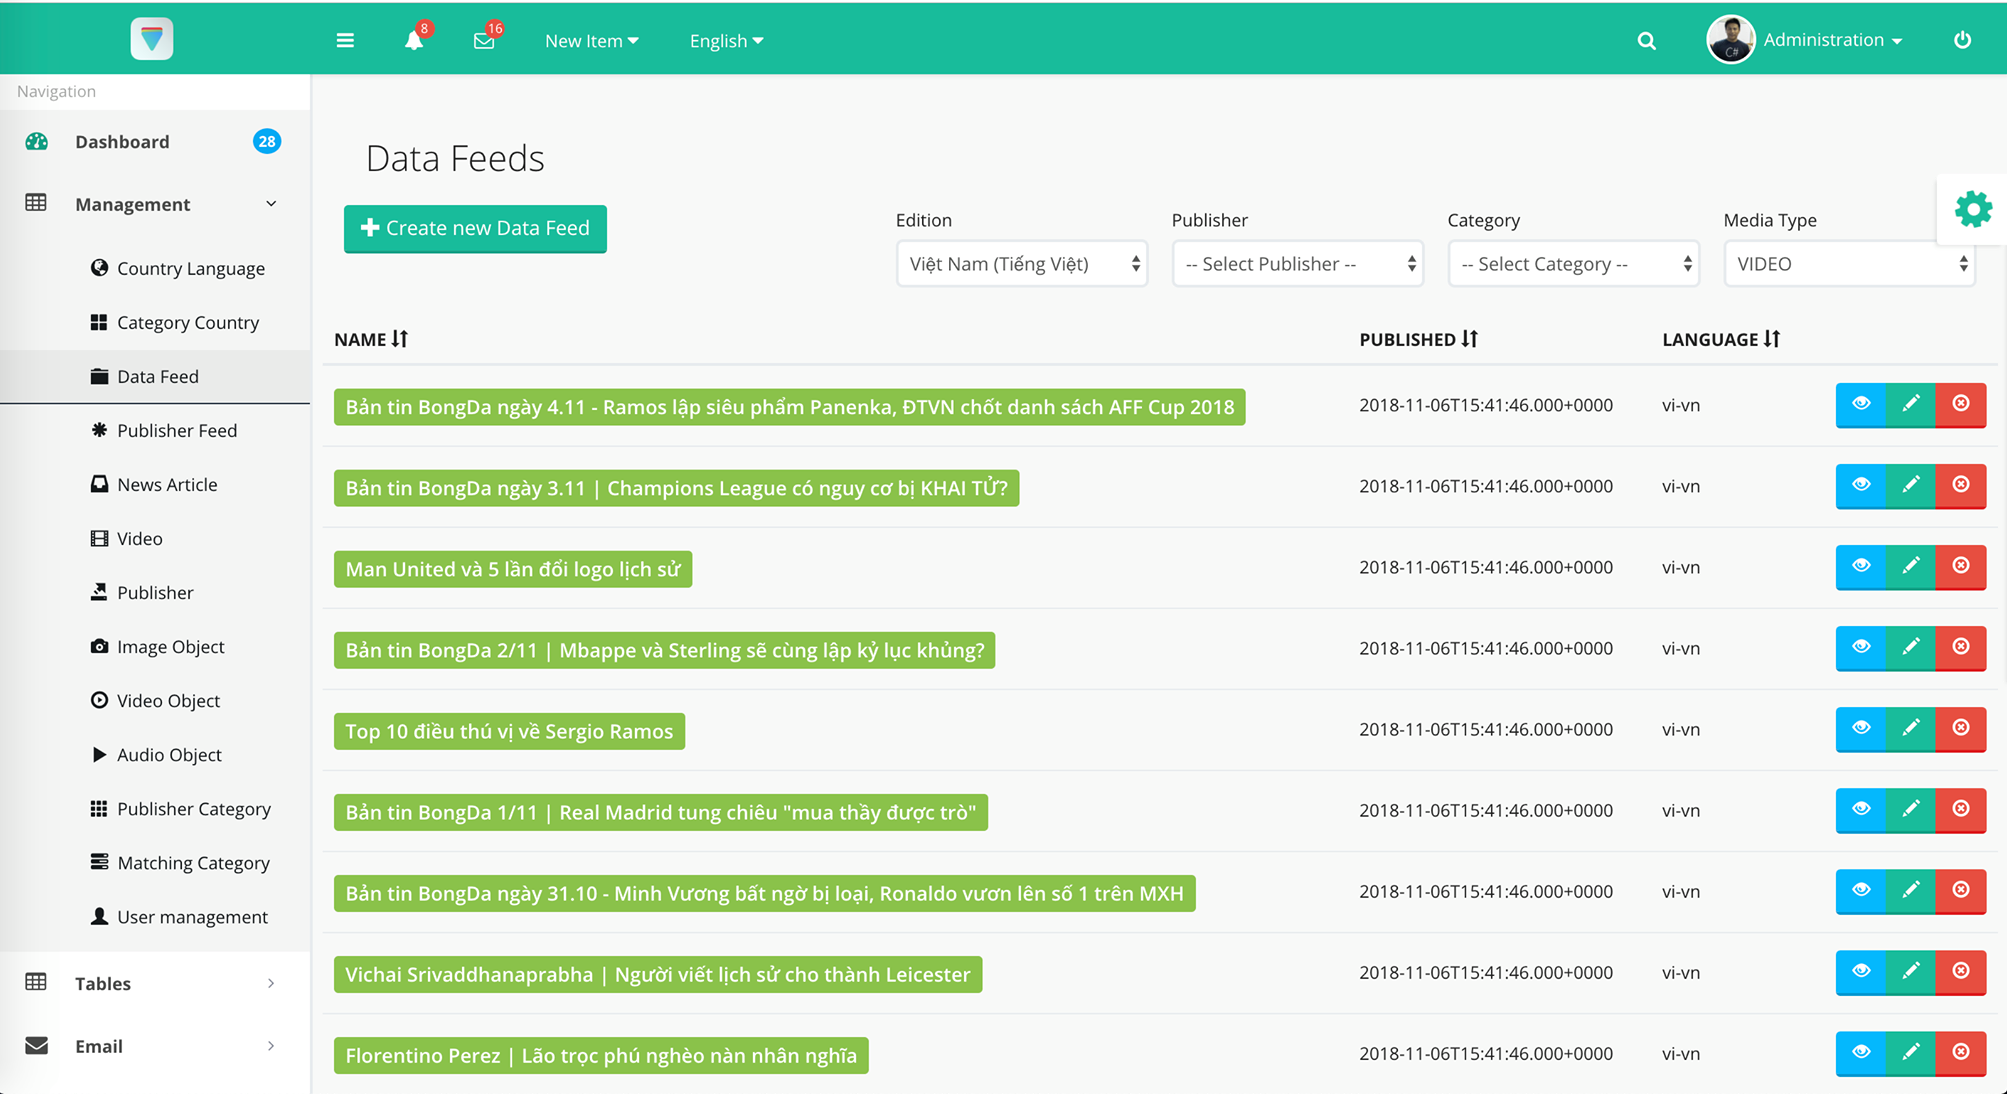 8
16
New Item
English
C#
Administration
Navigation
Dashboard
28
Management
Country Language
Category Country
Data Feed
Publisher Feed
News Article
Video
Publisher
Image Object
Video Object
Audio Object
Publisher Category
Matching Category
User management
Tables
Email
Data Feeds
Create new Data Feed
Edition
Publisher
Category
Media Type
Việt Nam (Tiếng Việt)
-- Select Publisher --
-- Select Category --
VIDEO
NAME PUBLISHED LANGUAGE
Bản tin BongDa ngày 4.11 - Ramos lập siêu phẩm Panenka, ĐTVN chốt danh sách AFF Cup 2018 2018-11-06T15:41:46.000+0000 vi-vn
Bản tin BongDa ngày 3.11 | Champions League có nguy cơ bị KHAI TỬ? 2018-11-06T15:41:46.000+0000 vi-vn
Man United và 5 lần đổi logo lịch sử 2018-11-06T15:41:46.000+0000 vi-vn
Bản tin BongDa 2/11 | Mbappe và Sterling sẽ cùng lập kỷ lục khủng? 2018-11-06T15:41:46.000+0000 vi-vn
Top 10 điều thú vị về Sergio Ramos 2018-11-06T15:41:46.000+0000 vi-vn
Bản tin BongDa 1/11 | Real Madrid tung chiêu "mua thầy được trò" 2018-11-06T15:41:46.000+0000 vi-vn
Bản tin BongDa ngày 31.10 - Minh Vương bất ngờ bị loại, Ronaldo vươn lên số 1 trên MXH 2018-11-06T15:41:46.000+0000 vi-vn
Vichai Srivaddhanaprabha | Người viết lịch sử cho thành Leicester 2018-11-06T15:41:46.000+0000 vi-vn
Florentino Perez | Lão trọc phú nghèo nàn nhân nghĩa 2018-11-06T15:41:46.000+0000 vi-vn